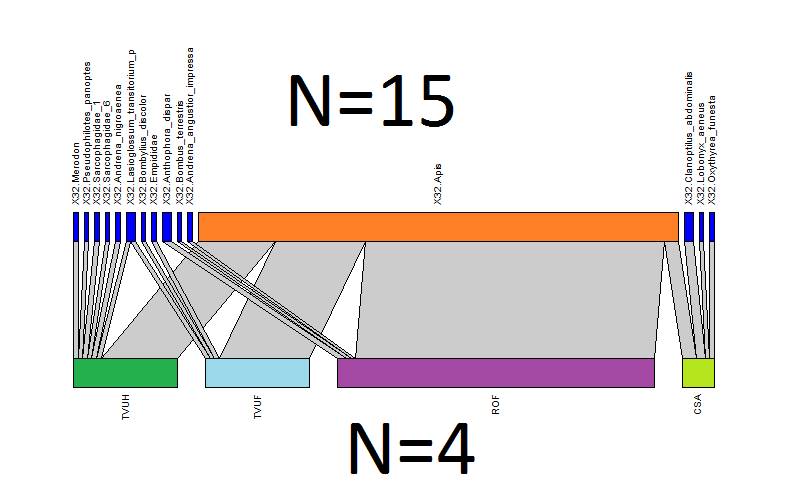 X32.Merodon
X32.Pseudophilotes_panoptes
X32.Sarcophagidae_1
X32.Sarcophagidae_6
X32.Andrena_nigroaenea
X32.Lasioglossum_transitorium_p
X32.Bombylius_discolor
X32.Empididae
X32.Anthophora_dispar
X32.Bombus_terrestris
X32.Andrena_angustior_impressa
N=15
X32.Apis
X32.Clanoptilus_abdominalis
X32.Lobonyx_aeneus
X32.Oxythyrea_funesta
TVUH
TVUF
ROF
CSA
N=4